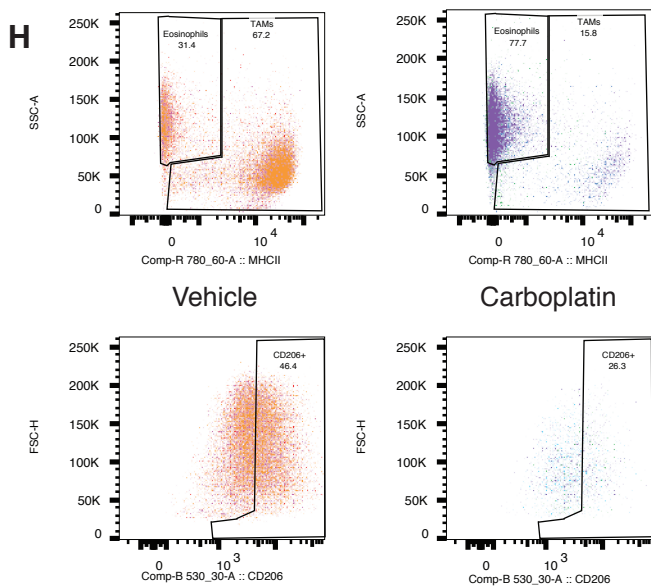 H
Eosinophils
31.4
TAMs
67.2
250K
200K
150K
100K
50K
0
SSC-A
0
10 4
Comp-R 780_60-A :: MHCII
Eosinophils
77.7
TAMs
15.8
250K
200K
150K
100K
50K
0
SSC-A
0
10 4
Comp-R 780_60-A :: MHCII
Vehicle
Carboplatin
CD206+
46.4
250K
200K
150K
100K
50K
0
FSC-H
0
10 3
Comp-B 530_30-A :: CD206
CD206+
26.3
250K
200K
150K
100K
50K
0
FSC-H
0
10 3
Comp-B 530_30-A :: CD206